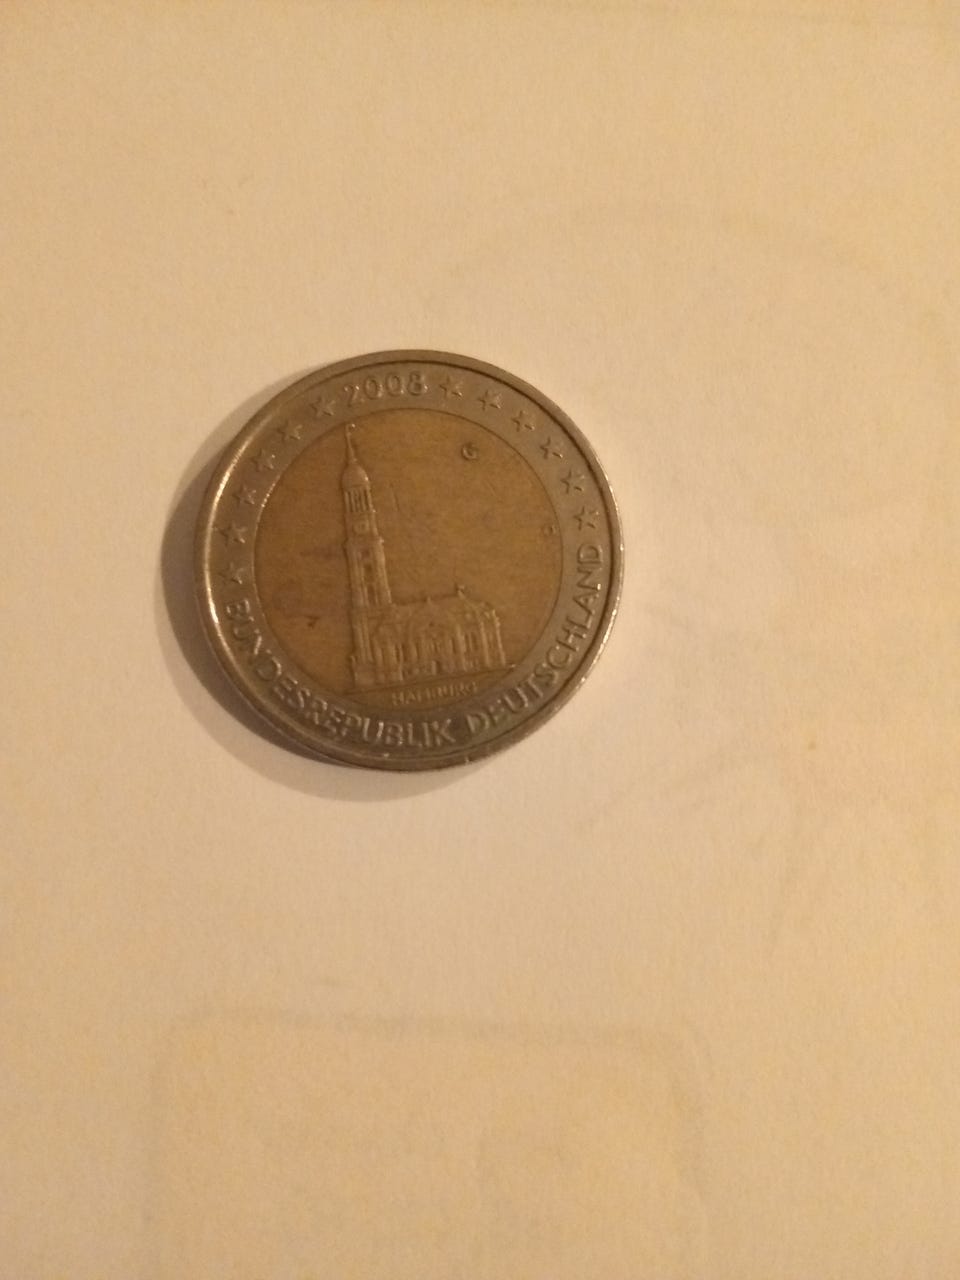 2008
G
HAMBURG
BUNDESREPUBLIK DEUTSCHLAND